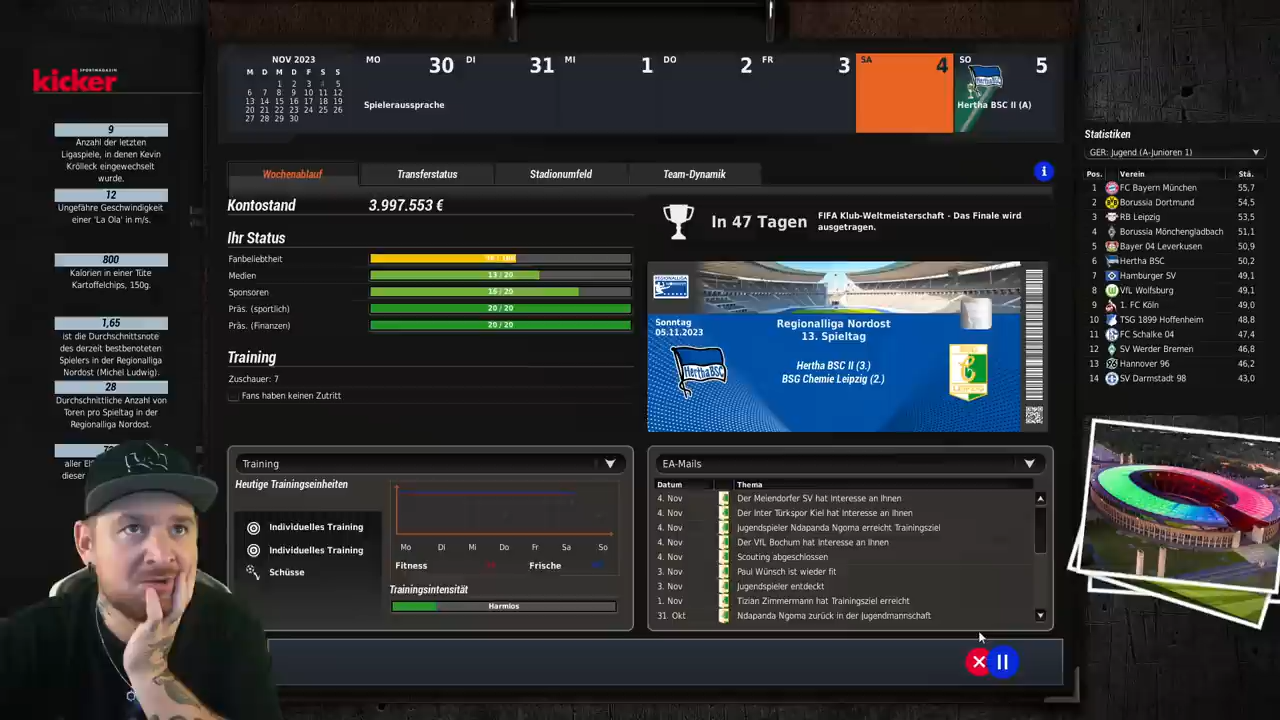 kicker
SPORTMAGAZIN
9
Anzahl der letzten
Ligaspiele, in denen Kevin
Krölleck eingewechselt
wurde.
12
Ungefähre Geschwindigkeit
einer 'La Ola' in m/s.
800
Kalorien in einer Tüte
Kartoffelchips, 150g.
1,65
ist die Durchschnittsnote
des derzeit bestbenoteten
Spielers in der Regionalliga
Nordost (Michel Ludwig).
28
Durchschnittliche Anzahl von
Toren pro Spieltag in der
Regionalliga Nordost.
aller
NOV 2023
M D M D F S S
1 2 3 4 5
6 7 8 9 10 11 12
13 14 15 16 17 18 19
20 21 22 23 24 25 26
27 28 29 30
MO 30
Spieleraussprache
DI 31
MI 1
DO 2
FR 3
SA 4
SO 5
Hertha BSC II (A)
Wochenablauf
Transferstatus
Stadionumfeld
Team-Dynamik
i
Kontostand 3.997.553 €
Ihr Status
Fanbeliebtheit
Medien 13 / 20
Sponsoren 16 / 20
Präs. (sportlich) 20 / 20
Präs. (Finanzen) 20 / 20
Training
Zuschauer: 7
Fans haben keinen Zutritt
In 47 Tagen
FIFA Klub-Weltmeisterschaft - Das Finale wird
ausgetragen.
REGIONALLIGA
Sonntag
05.11.2023
Regionalliga Nordost
13. Spieltag
Hertha BSC II (3.)
BSG Chemie Leipzig (2.)
Hertha BSC
BSG
LEIPZIG
Training
Heutige Trainingseinheiten
Individuelles Training
Individuelles Training
Schüsse
Mo Di Mi Do Fr Sa So
Fitness
Frische
Trainingsintensität
Harmlos
EA-Mails
Datum Thema
4. Nov Der Meiendorfer SV hat Interesse an Ihnen
4. Nov Der Inter Türkspor Kiel hat Interesse an Ihnen
4. Nov Jugendspieler Ndapanda Ngoma erreicht Trainingsziel
4. Nov Der VfL Bochum hat Interesse an Ihnen
4. Nov Scouting abgeschlossen
3. Nov Paul Wünsch ist wieder fit
3. Nov Jugendspieler entdeckt
1. Nov Tizian Zimmermann hat Trainingsziel erreicht
31. Okt Ndapanda Ngoma zurück in der Jugendmannschaft
Statistiken
GER: Jugend (A-Junioren 1)
Pos. Verein Stä.
1 FC Bayern München 55,7
2 Borussia Dortmund 54,5
3 RB Leipzig 53,5
4 Borussia Mönchengladbach 51,1
5 Bayer 04 Leverkusen 50,9
6 Hertha BSC 50,2
7 Hamburger SV 49,1
8 VfL Wolfsburg 49,1
9 1. FC Köln 49,0
10 TSG 1899 Hoffenheim 48,8
11 FC Schalke 04 47,4
12 SV Werder Bremen 46,8
13 Hannover 96 46,2
14 SV Darmstadt 98 43,0